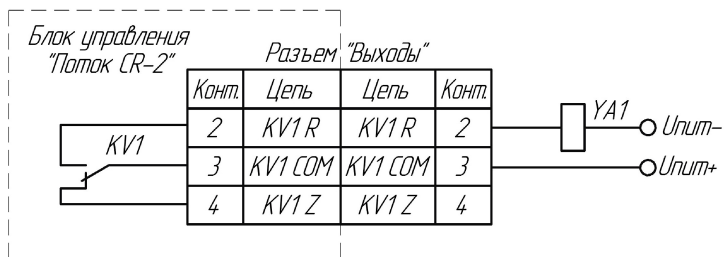 Блок управления
"Поток CR-2"
Разъем "Выходы"
Конт. Цепь Цепь Конт.
2 KV1 R KV1 R 2
3 KV1 COM KV1 COM 3
4 KV1 Z KV1 Z 4
KV1
YA1
Uпит-
Uпит+